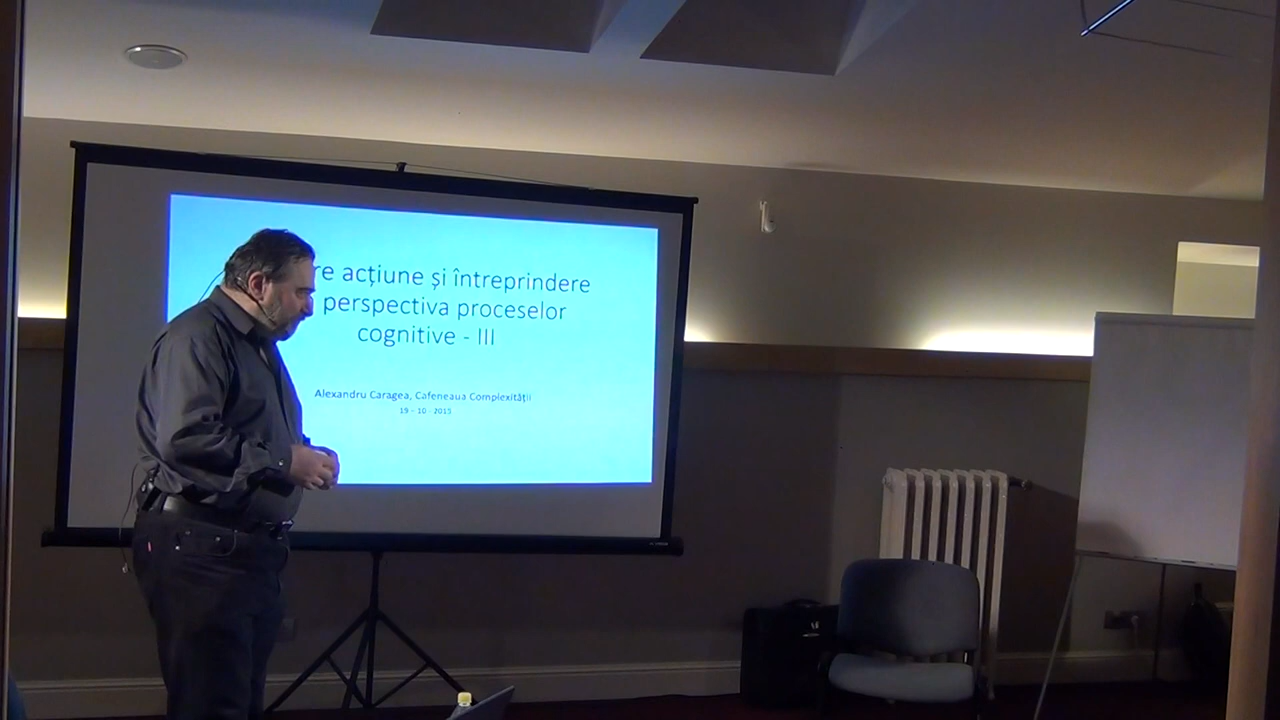 re acțiune și întreprindere
perspectiva proceselor
cognitive - III
Alexandru Caragea, Cafeneaua Complexității
19 - 10 - 2015